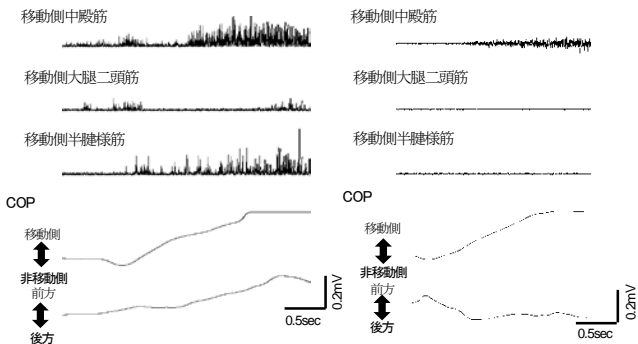 移動側中殿筋
移動側大腿二頭筋
移動側半腱様筋
COP
移動側
非移動側
前方
後方
0.5sec
0.2mV
移動側中殿筋
移動側大腿二頭筋
移動側半腱様筋
COP
移動側
非移動側
前方
後方
0.5sec
0.2mV